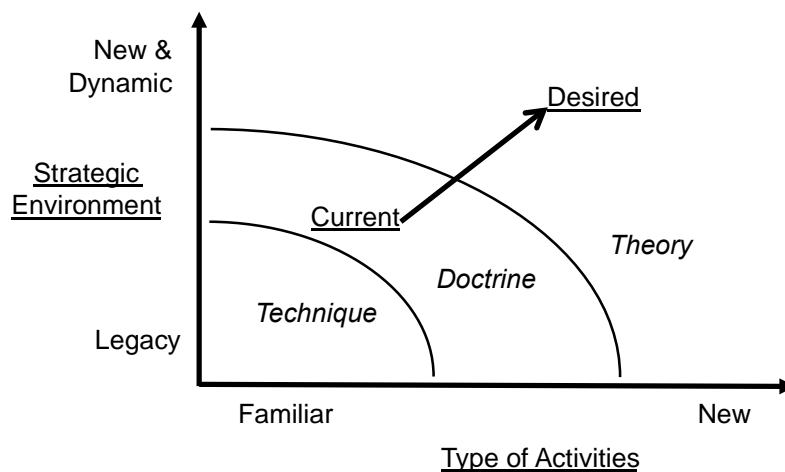 New &
Dynamic
Desired
Strategic
Environment
Current
Theory
Doctrine
Technique
Legacy
Familiar
New
Type of Activities